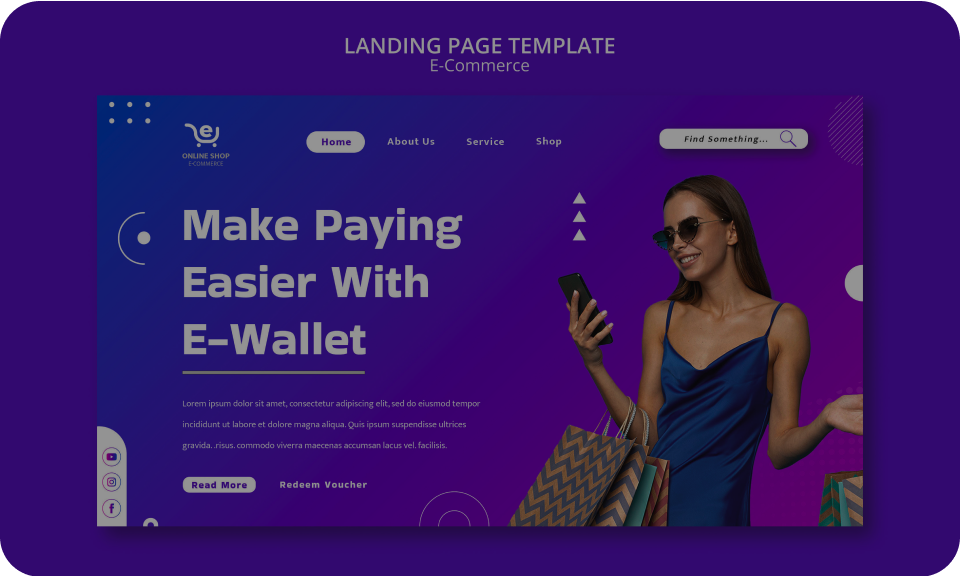 LANDING PAGE TEMPLATE
E-Commerce
e
ONLINE SHOP
E-COMMERCE
Home
About Us
Service
Shop
Find Something...
Make Paying
Easier With
E-Wallet
Lorem ipsum dolor sit amet, consectetur adipiscing elit, sed do eiusmod tempor
incididunt ut labore et dolore magna aliqua. Quis ipsum suspendisse ultrices
gravida. .risus. commodo viverra maecenas accumsan lacus vel. facilisis.
Read More
Redeem Voucher
f